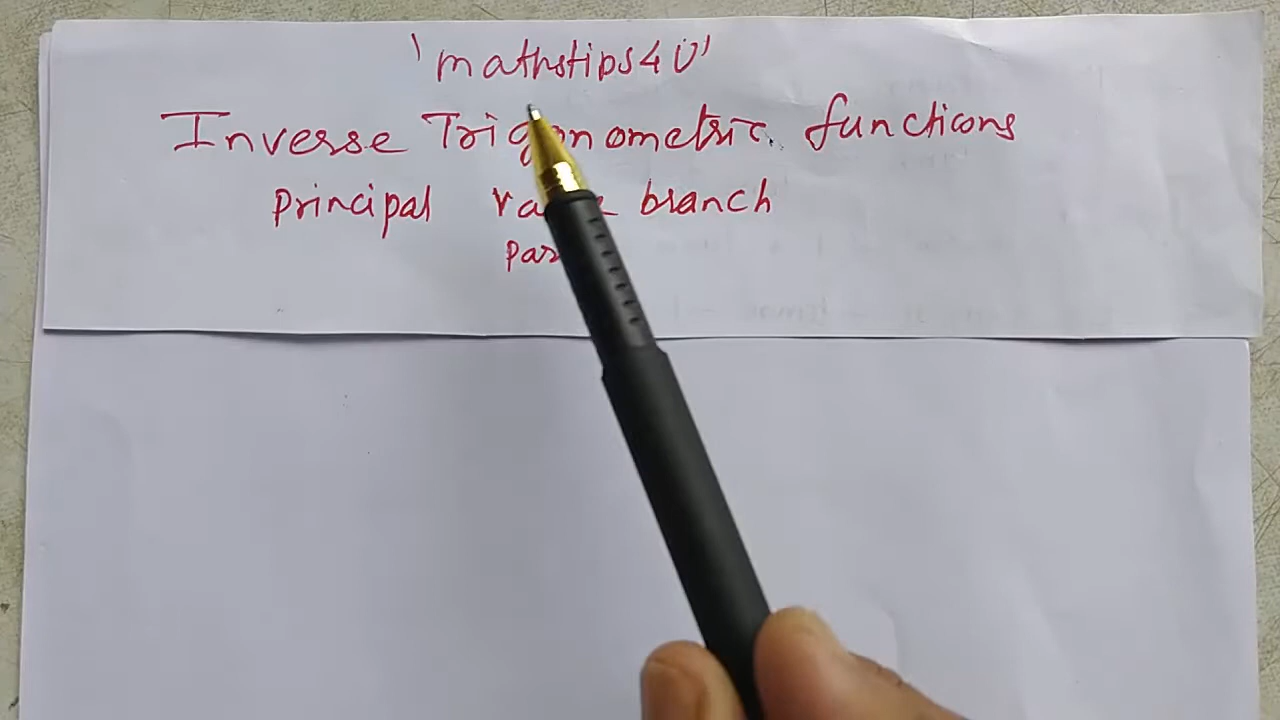 'mathstips4U'
Inverse Trigonometric functions
Principal branch